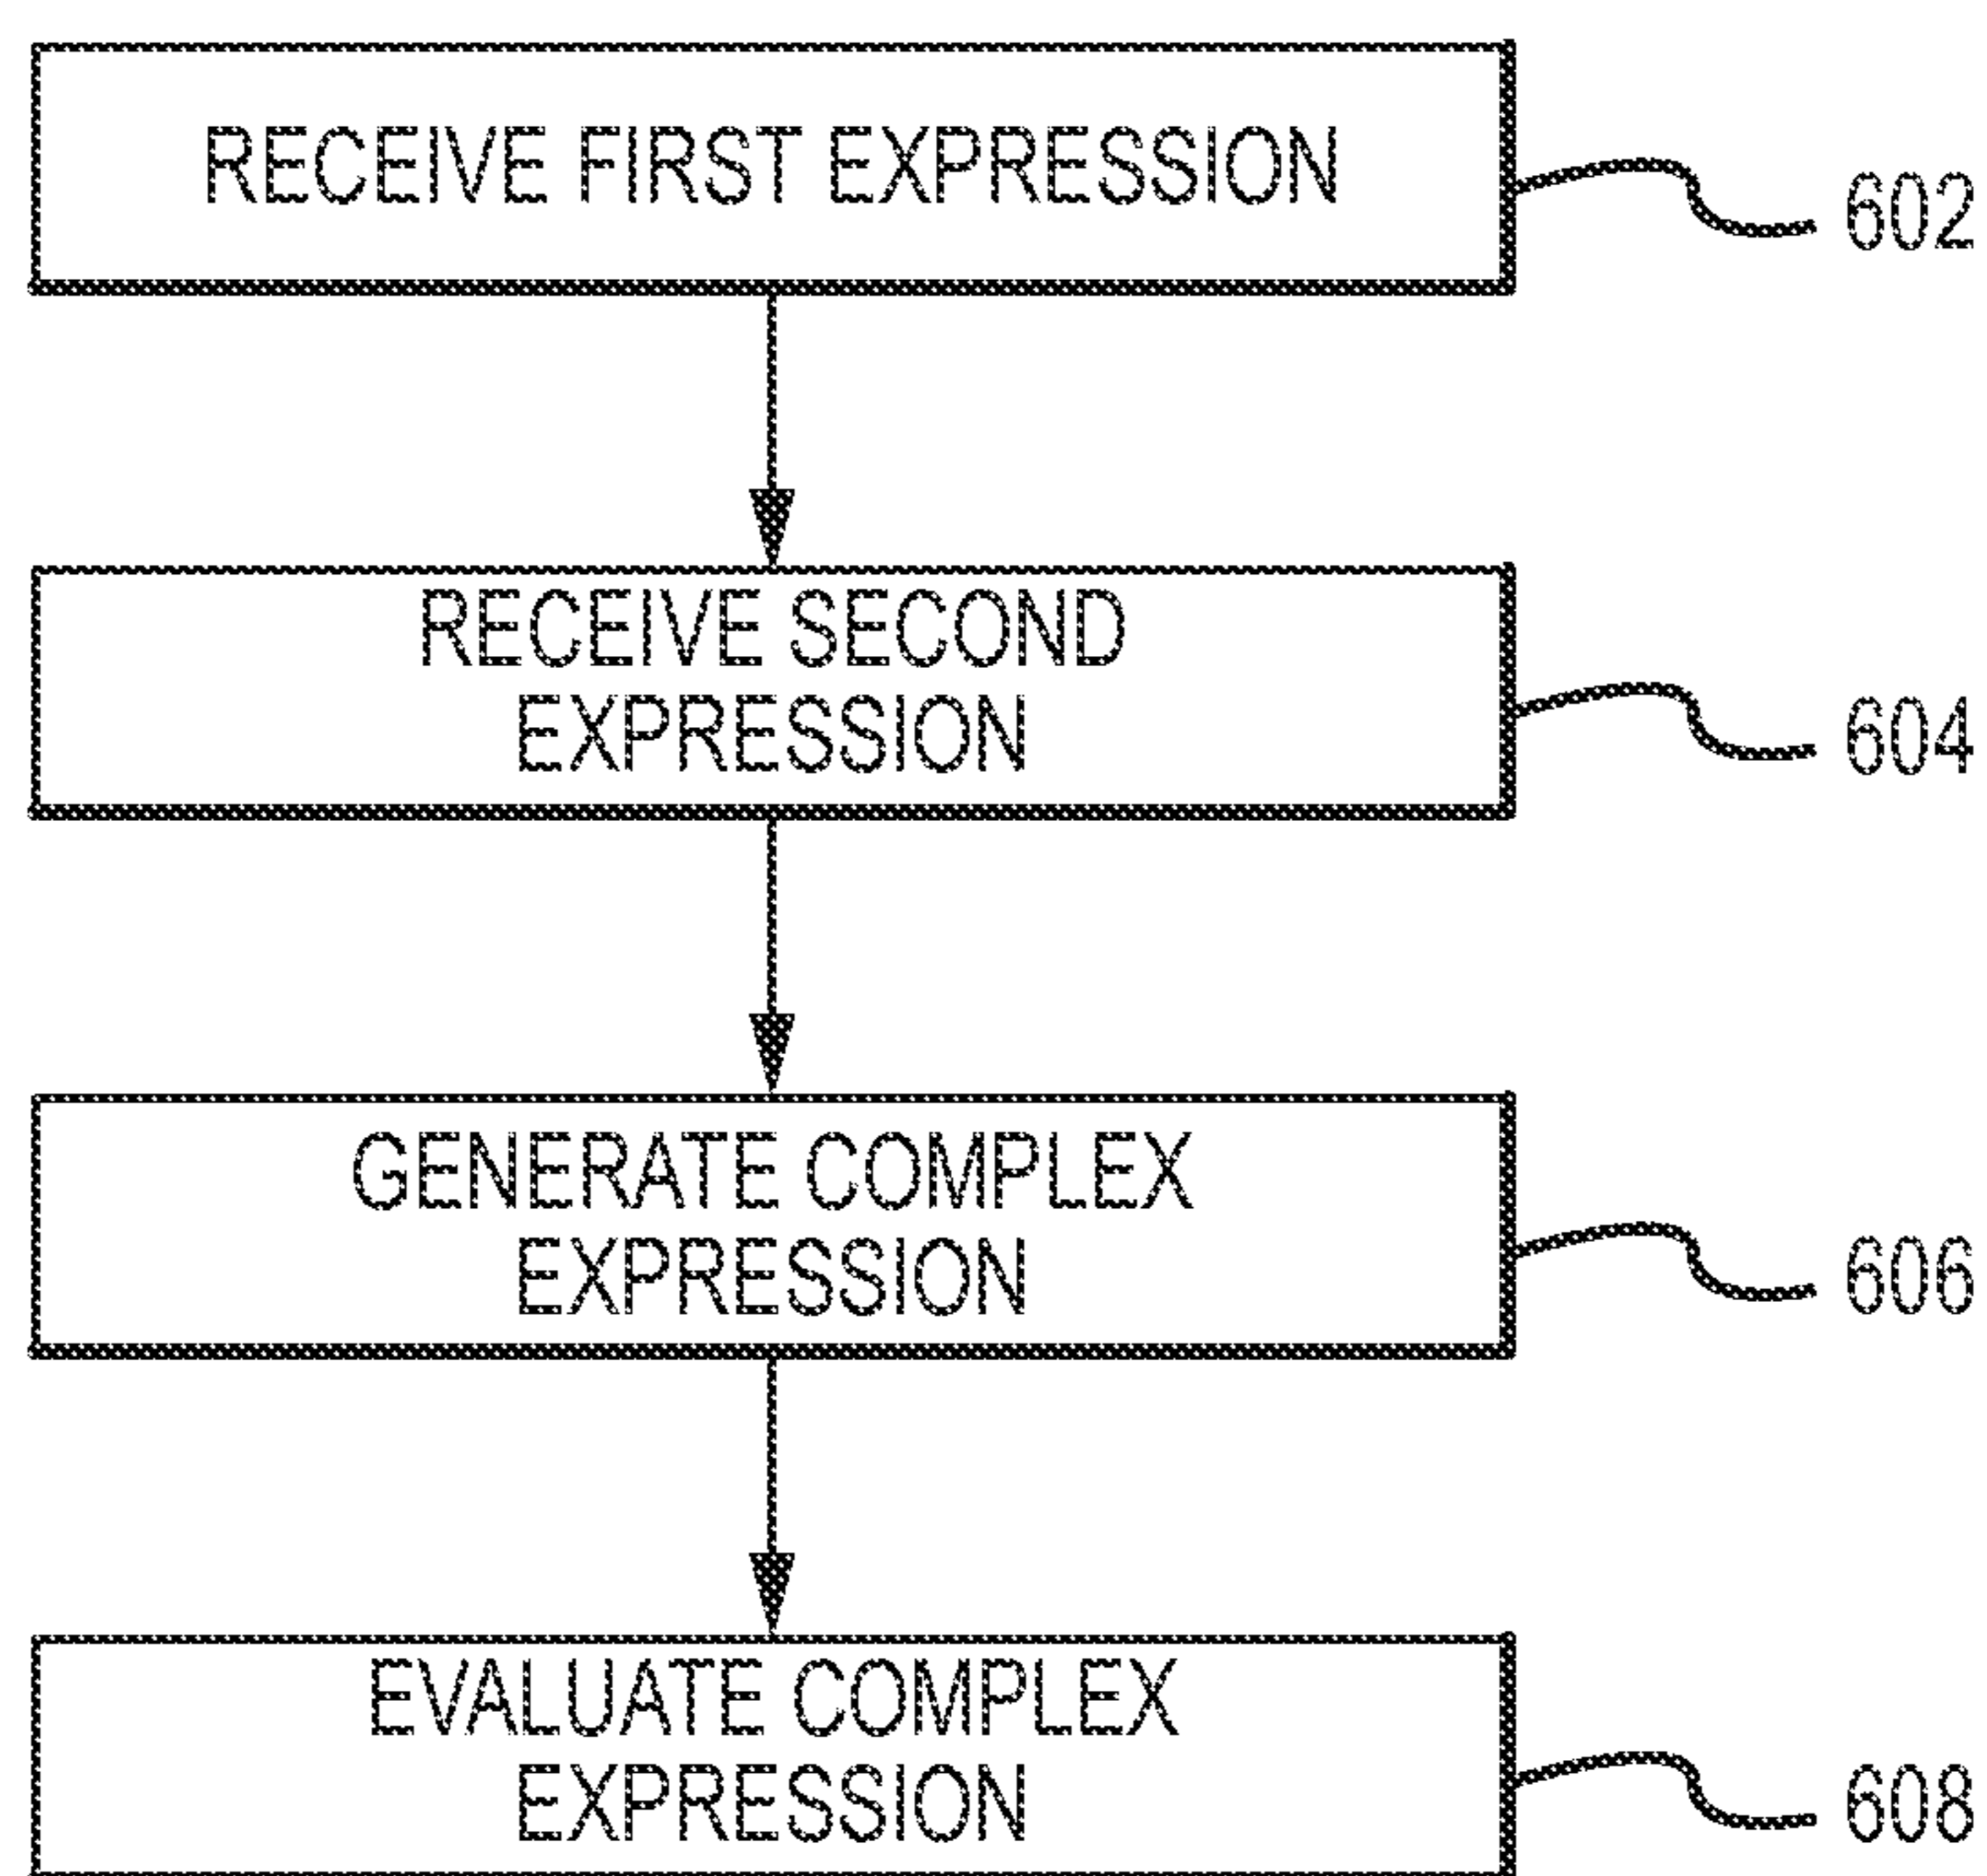 RECEIVE FIRST EXPRESSION
602
RECEIVE SECOND
EXPRESSION
604
GENERATE COMPLEX
EXPRESSION
606
EVALUATE COMPLEX
EXPRESSION
608